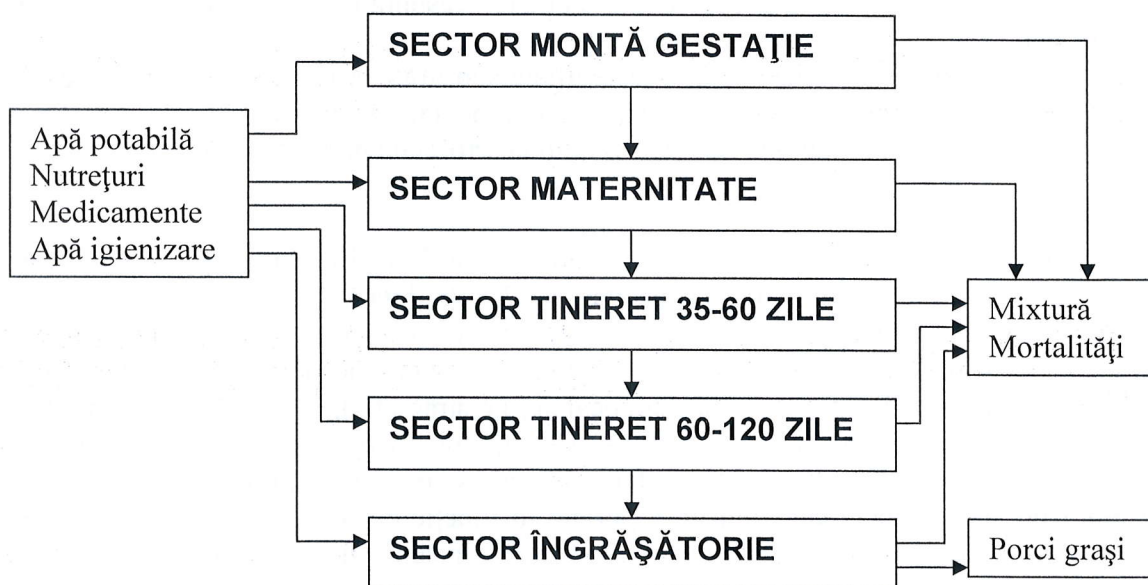 SECTOR MONTĂ GESTAŢIE
Apă potabilă
Nutreţuri
Medicamente
Apă igienizare
SECTOR MATERNITATE
SECTOR TINERET 35-60 ZILE
Mixtură
Mortalităţi
SECTOR TINERET 60-120 ZILE
SECTOR ÎNGRĂŞĂTORIE
Porci graşi